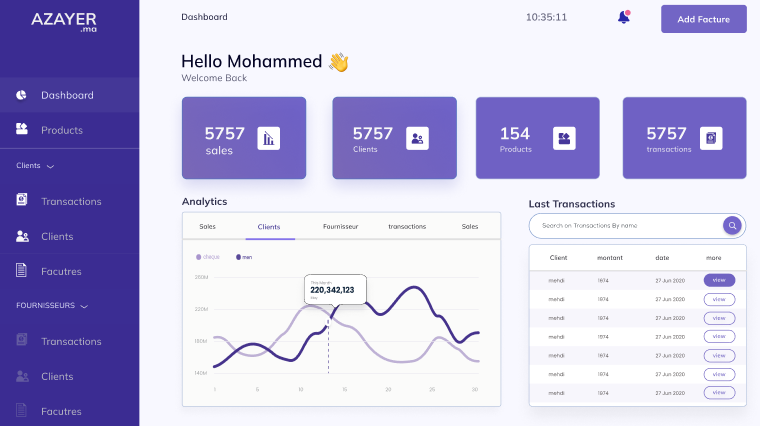 AZAYER
.ma
Dashboard
Products
Clients
Transactions
Clients
Facutres
FOURNISSEURS
Transactions
Clients
Facutres
Dashboard
10:35:11
Add Facture
Hello Mohammed 👋
Welcome Back
5757
sales
5757
Clients
154
Products
5757
transactions
Analytics
Sales Clients Fournisseur transactions Sales
chaque men
This Month
220,342,123
May
260M
220M
180M
140M
1 5 10 15 20 25 30
Last Transactions
Search on Transactions By name
Client montant date more
mehdi 1974 27 Jun 2020 view
mehdi 1974 27 Jun 2020 view
mehdi 1974 27 Jun 2020 view
mehdi 1974 27 Jun 2020 view
mehdi 1974 27 Jun 2020 view
mehdi 1974 27 Jun 2020 view
mehdi 1974 27 Jun 2020 view